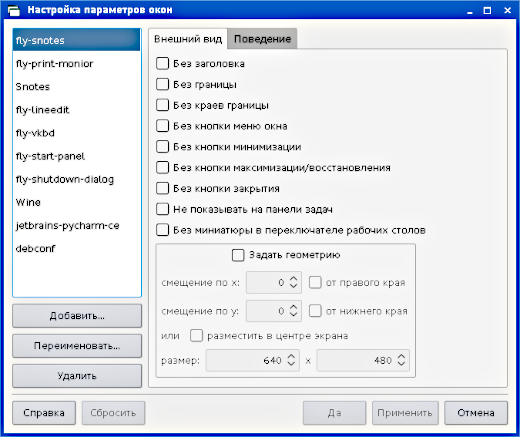 Настройка параметров окон
fly-snotes
fly-print-monior
Snotes
fly-lineedit
fly-vkbd
fly-start-panel
fly-shutdown-dialog
Wine
jetbrains-pycharm-ce
debconf
Добавить...
Переименовать...
Удалить
Внешний вид Поведение
Без заголовка
Без границы
Без краев границы
Без кнопки меню окна
Без кнопки минимизации
Без кнопки максимизации/восстановления
Без кнопки закрытия
Не показывать на панели задач
Без миниатюры в переключателе рабочих столов
Задать геометрию
смещение по x: 0 от правого края
смещение по y: 0 от нижнего края
или разместить в центре экрана
размер: 640 x 480
Справка Сбросить Да Применить Отмена